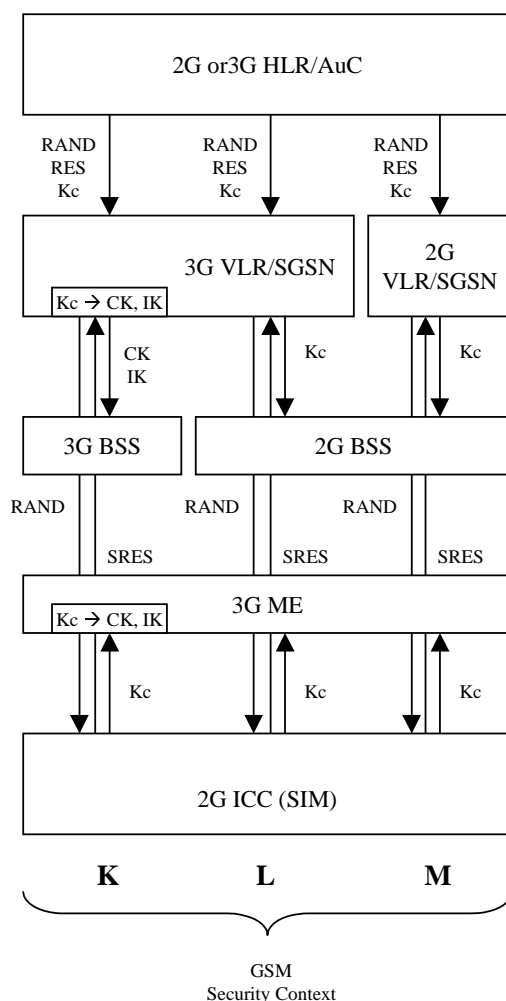 2G or3G HLR/AuC
RAND
RES
Kc
RAND
RES
Kc
RAND
RES
Kc
3G VLR/SGSN
2G
VLR/SGSN
Kc → CK, IK
CK
IK
Kc
Kc
3G BSS
2G BSS
RAND
RAND
RAND
SRES
SRES
SRES
3G ME
Kc → CK, IK
Kc
Kc
Kc
2G ICC (SIM)
K
L
M
GSM
Security Context